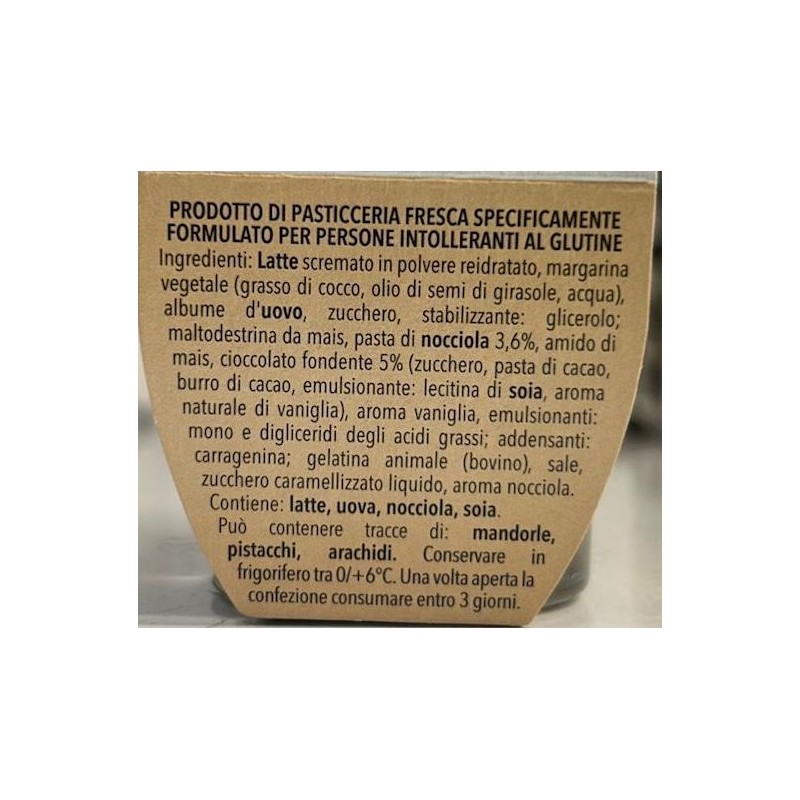 PRODOTTO DI PASTICCERIA FRESCA SPECIFICAMENTE
FORMULATO PER PERSONE INTOLLERANTI AL GLUTINE
Ingredienti: Latte scremato in polvere reidratato, margarina
vegetale (grasso di cocco, olio di semi di girasole, acqua),
albume d'uovo, zucchero, stabilizzante: glicerolo;
maltodestrina da mais, pasta di nocciola 3,6%, amido di
mais, cioccolato fondente 5% (zucchero, pasta di cacao,
burro di cacao, emulsionante: lecitina di soia, aroma
naturale di vaniglia), aroma vaniglia, emulsionanti:
mono e digliceridi degli acidi grassi; addensanti:
carragenina; gelatina animale (bovino), sale,
zucchero caramellizzato liquido, aroma nocciola.
Contiene: latte, uova, nocciola, soia.
Può contenere tracce di: mandorle,
pistacchi, arachidi. Conservare in
frigorifero tra 0/+6°C. Una volta aperta la
confezione consumare entro 3 giorni.